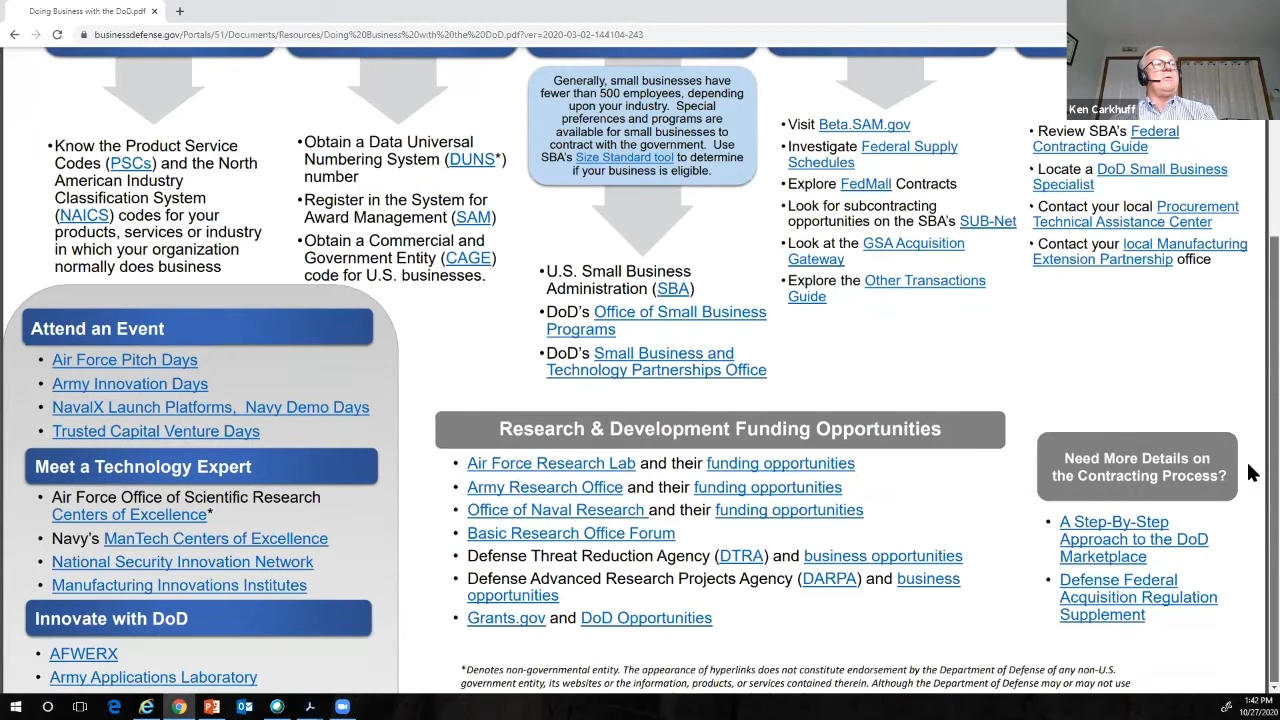 Doing Business with the DoD.pdf
businessdefense.gov/Portals/51/Documents/Resources/Doing%20Business%20with%20the%20DoD.pdf?ver=2020-03-02-144104-243
Ken Carkhuff
•Know the Product Service
Codes (PSCs) and the North
American Industry
Classification System
(NAICS) codes for your
products, services or industry
in which your organization
normally does business
•Obtain a Data Universal
Numbering System (DUNS*)
number
•Register in the System for
Award Management (SAM)
•Obtain a Commercial and
Government Entity (CAGE)
code for U.S. businesses.
Generally, small businesses have
fewer than 500 employees, depending
upon your industry. Special
preferences and programs are
available for small businesses to
contract with the government. Use
SBA's Size Standard tool to determine
if your business is eligible.
•U.S. Small Business
Administration (SBA)
•DoD's Office of Small Business
Programs
•DoD's Small Business and
Technology Partnerships Office
•Visit Beta.SAM.gov
•Investigate Federal Supply
Schedules
•Explore FedMall Contracts
•Look for subcontracting
opportunities on the SBA's SUB-Net
•Look at the GSA Acquisition
Gateway
•Explore the Other Transactions
Guide
• Review SBA's Federal
Contracting Guide
• Locate a DoD Small Business
Specialist
• Contact your local Procurement
Technical Assistance Center
• Contact your local Manufacturing
Extension Partnership office
Attend an Event
• Air Force Pitch Days
• Army Innovation Days
• NavalX Launch Platforms, Navy Demo Days
• Trusted Capital Venture Days
Meet a Technology Expert
• Air Force Office of Scientific Research
Centers of Excellence*
• Navy's ManTech Centers of Excellence
• National Security Innovation Network
• Manufacturing Innovations Institutes
Innovate with DoD
• AFWERX
• Army Applications Laboratory
Research & Development Funding Opportunities
• Air Force Research Lab and their funding opportunities
• Army Research Office and their funding opportunities
• Office of Naval Research and their funding opportunities
• Basic Research Office Forum
• Defense Threat Reduction Agency (DTRA) and business opportunities
• Defense Advanced Research Projects Agency (DARPA) and business
opportunities
• Grants.gov and DoD Opportunities
Need More Details on
the Contracting Process?
• A Step-By-Step
Approach to the DoD
Marketplace
• Defense Federal
Acquisition Regulation
Supplement
*Denotes non-governmental entity. The appearance of hyperlinks does not constitute endorsement by the Department of Defense of any non-U.S.
government entity, its websites or the information, products, or services contained therein. Although the Department of Defense may or may not use
1:42 PM
10/27/2020